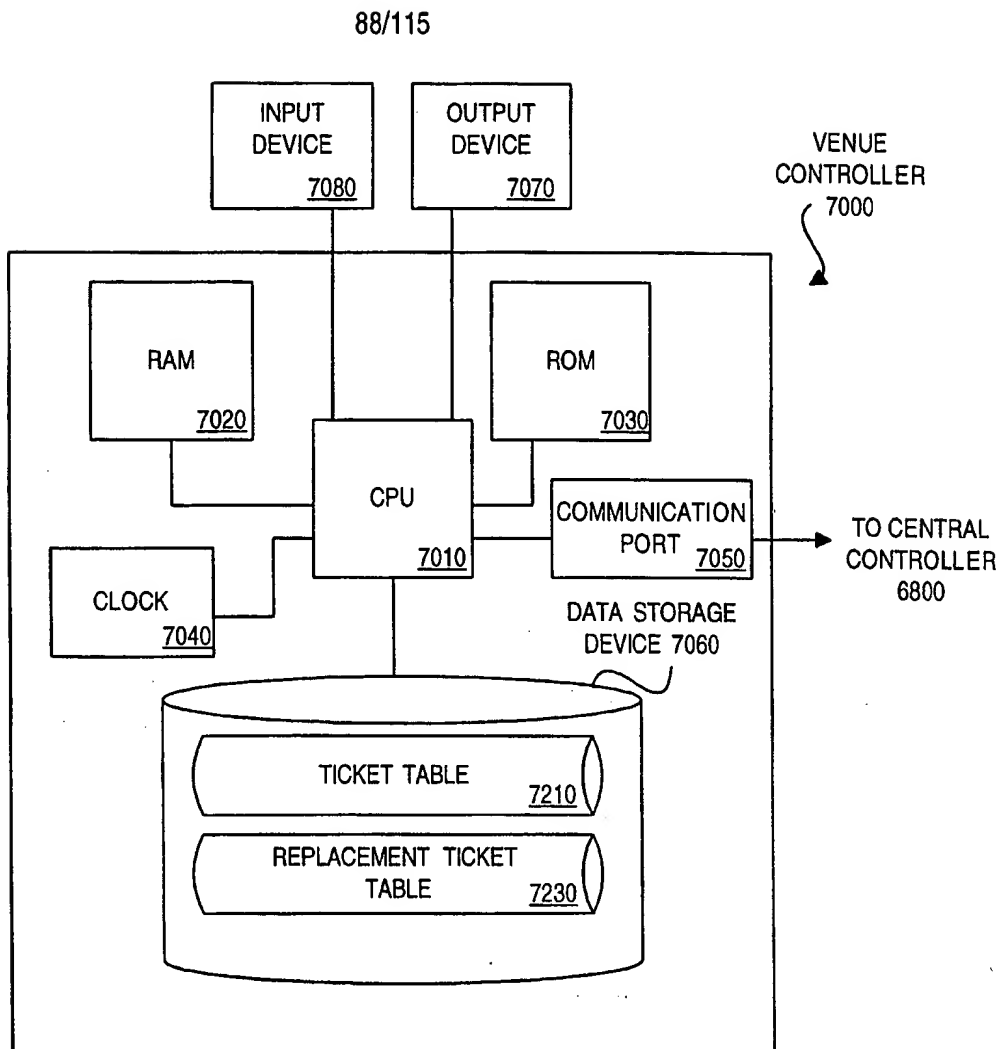 88/115
INPUT
DEVICE
7080
OUTPUT
DEVICE
7070
VENUE
CONTROLLER
7000
RAM
7020
ROM
7030
CPU
7010
COMMUNICATION
PORT
7050
TO CENTRAL
CONTROLLER
6800
CLOCK
7040
DATA STORAGE
DEVICE 7060
TICKET TABLE
7210
REPLACEMENT TICKET
TABLE
7230